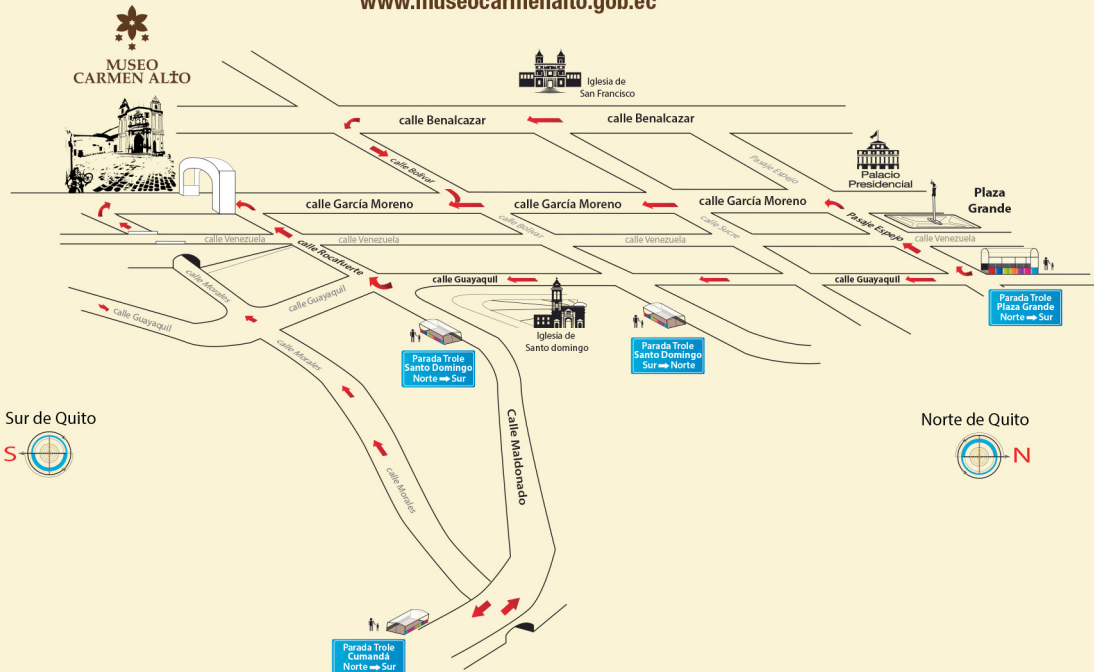 www.museocarmenalto.gob.ec
MUSEO
CARMEN ALTO
Iglesia de
San Francisco
calle Benalcazar
calle Benalcazar
calle Bolívar
Pasaje Espejo
Palacio
Presidencial
Plaza
Grande
calle García Moreno
calle García Moreno
calle García Moreno
calle Bolívar
calle Sucre
Pasaje Espejo
calle Venezuela
calle Venezuela
calle Venezuela
calle Venezuela
calle Rocafuerte
calle Morales
calle Guayaquil
calle Guayaquil
calle Guayaquil
calle Guayaquil
Parada Trole
Plaza Grande
Norte ➡ Sur
Iglesia de
Santo domingo
Parada Trole
Santo Domingo
Norte ➡ Sur
Parada Trole
Santo Domingo
Sur ➡ Norte
calle Morales
Calle Maldonado
calle Morales
Sur de Quito
S
Norte de Quito
N
Parada Trole
Cumandá
Norte ➡ Sur